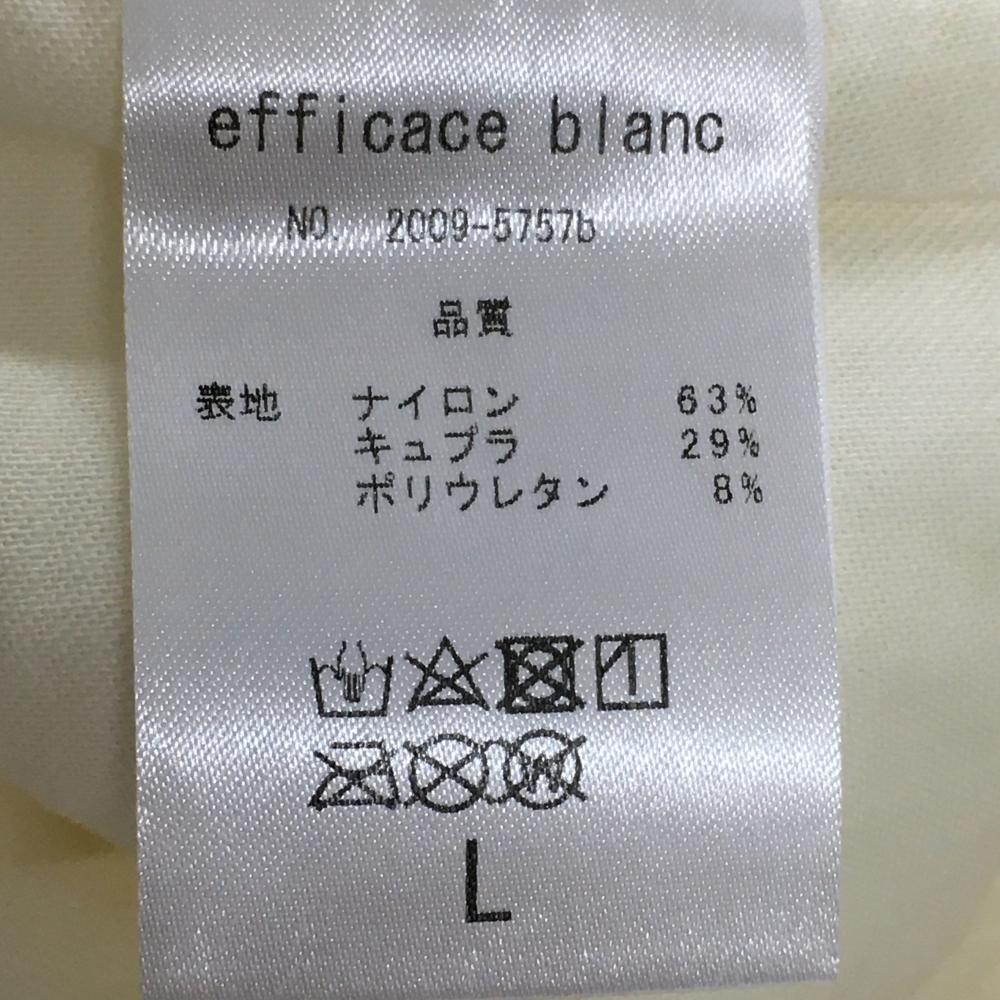 efficace blanc
NO. 2009-5757b
品質
表地 ナイロン 63%
キュプラ 29%
ポリウレタン 8%
W
L